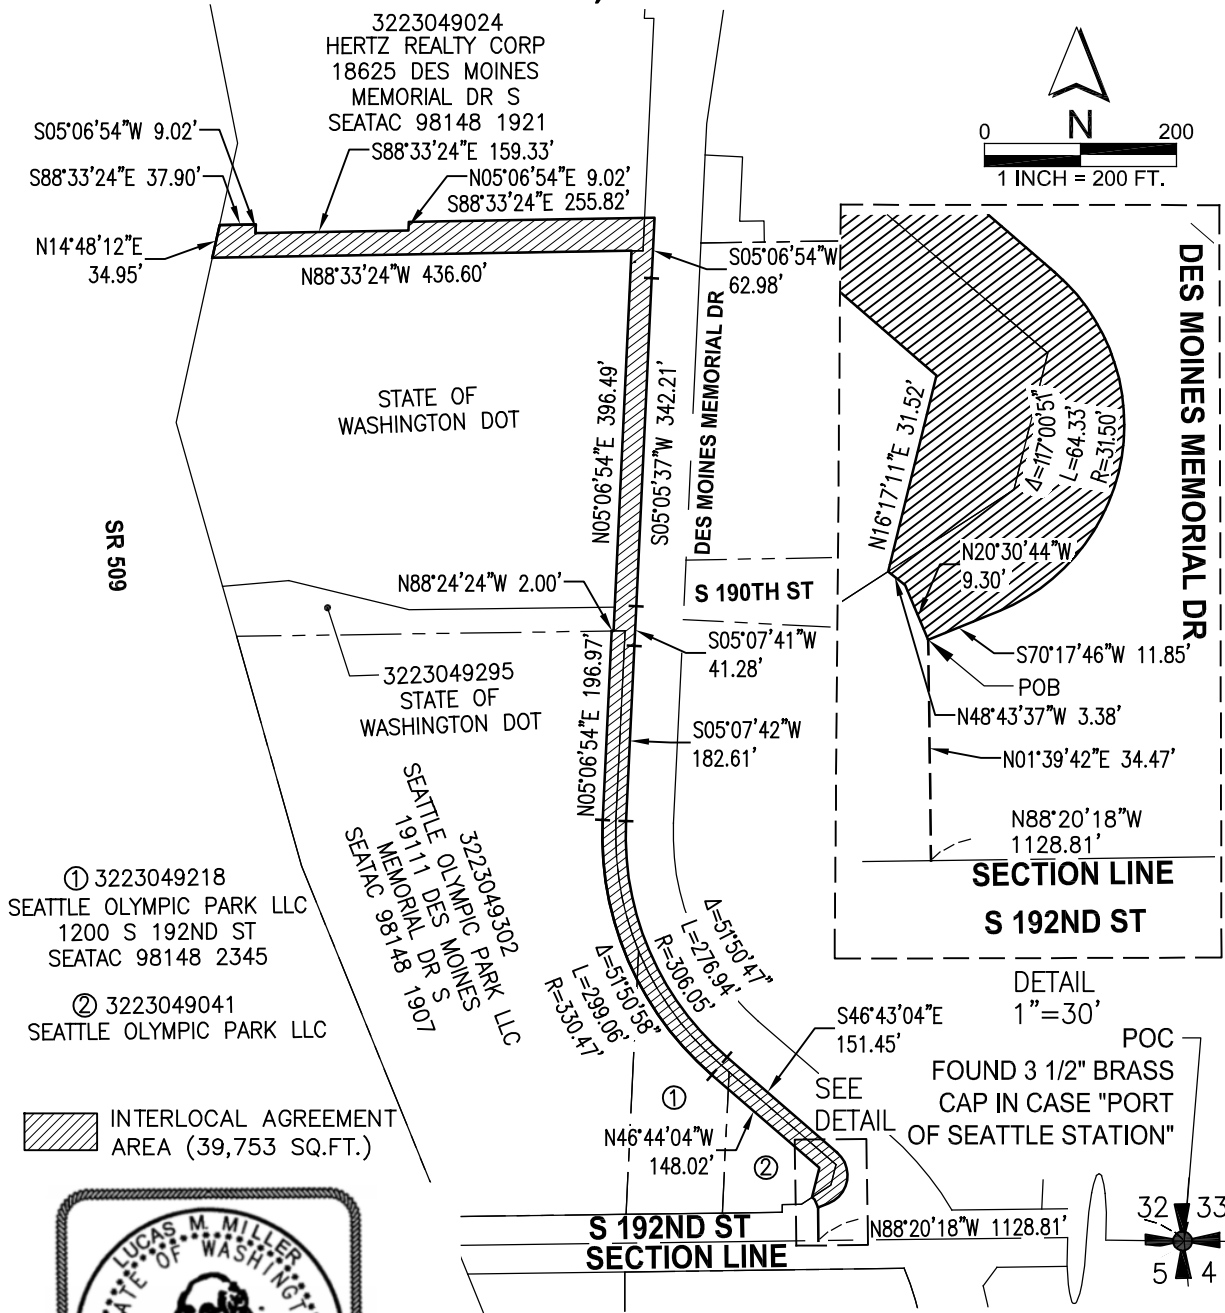 3223049024
HERTZ REALTY CORP
18625 DES MOINES
MEMORIAL DR S
SEATAC 98148 1921
S05°06'54"W 9.02'
S88°33'24"E 37.90'
S88°33'24"E 159.33'
N05°06'54"E 9.02'
S88°33'24"E 255.82'
N14°48'12"E
34.95'
N88°33'24"W 436.60'
S05°06'54"W
62.98'
N
0
200
1 INCH = 200 FT.
STATE OF
WASHINGTON DOT
N05°06'54"E 396.49'
S05°05'37"W 342.21'
DES MOINES MEMORIAL DR
SR 509
N88°24'24"W 2.00'
S 190TH ST
S05°07'41"W
41.28'
3223049295
STATE OF
WASHINGTON DOT
N05°06'54"E 196.97'
S05°07'42"W
182.61'
3223049302
SEATTLE OLYMPIC PARK LLC
19111 DES MOINES
MEMORIAL DR S
SEATAC 98148 1907
① 3223049218
SEATTLE OLYMPIC PARK LLC
1200 S 192ND ST
SEATAC 98148 2345
② 3223049041
SEATTLE OLYMPIC PARK LLC
Δ=51°50'47"
L=276.94'
R=306.05'
Δ=51°50'58"
L=299.06'
R=330.47'
S46°43'04"E
151.45'
①
N46°44'04"W
148.02'
②
SEE
DETAIL
INTERLOCAL AGREEMENT
AREA (39,753 SQ.FT.)
S 192ND ST
SECTION LINE
N88°20'18"W 1128.81'
DES MOINES MEMORIAL DR
N16°17'11"E 31.52'
Δ=117°00'51"
L=64.33'
R=31.50'
N20°30'44"W
9.30'
S70°17'46"W 11.85'
POB
N48°43'37"W 3.38'
N01°39'42"E 34.47'
N88°20'18"W
1128.81'
SECTION LINE
S 192ND ST
DETAIL
1"=30'
POC
FOUND 3 1/2" BRASS
CAP IN CASE "PORT
OF SEATTLE STATION"
32
33
5
4
LUCAS M. MILLER
OF WASHINGT